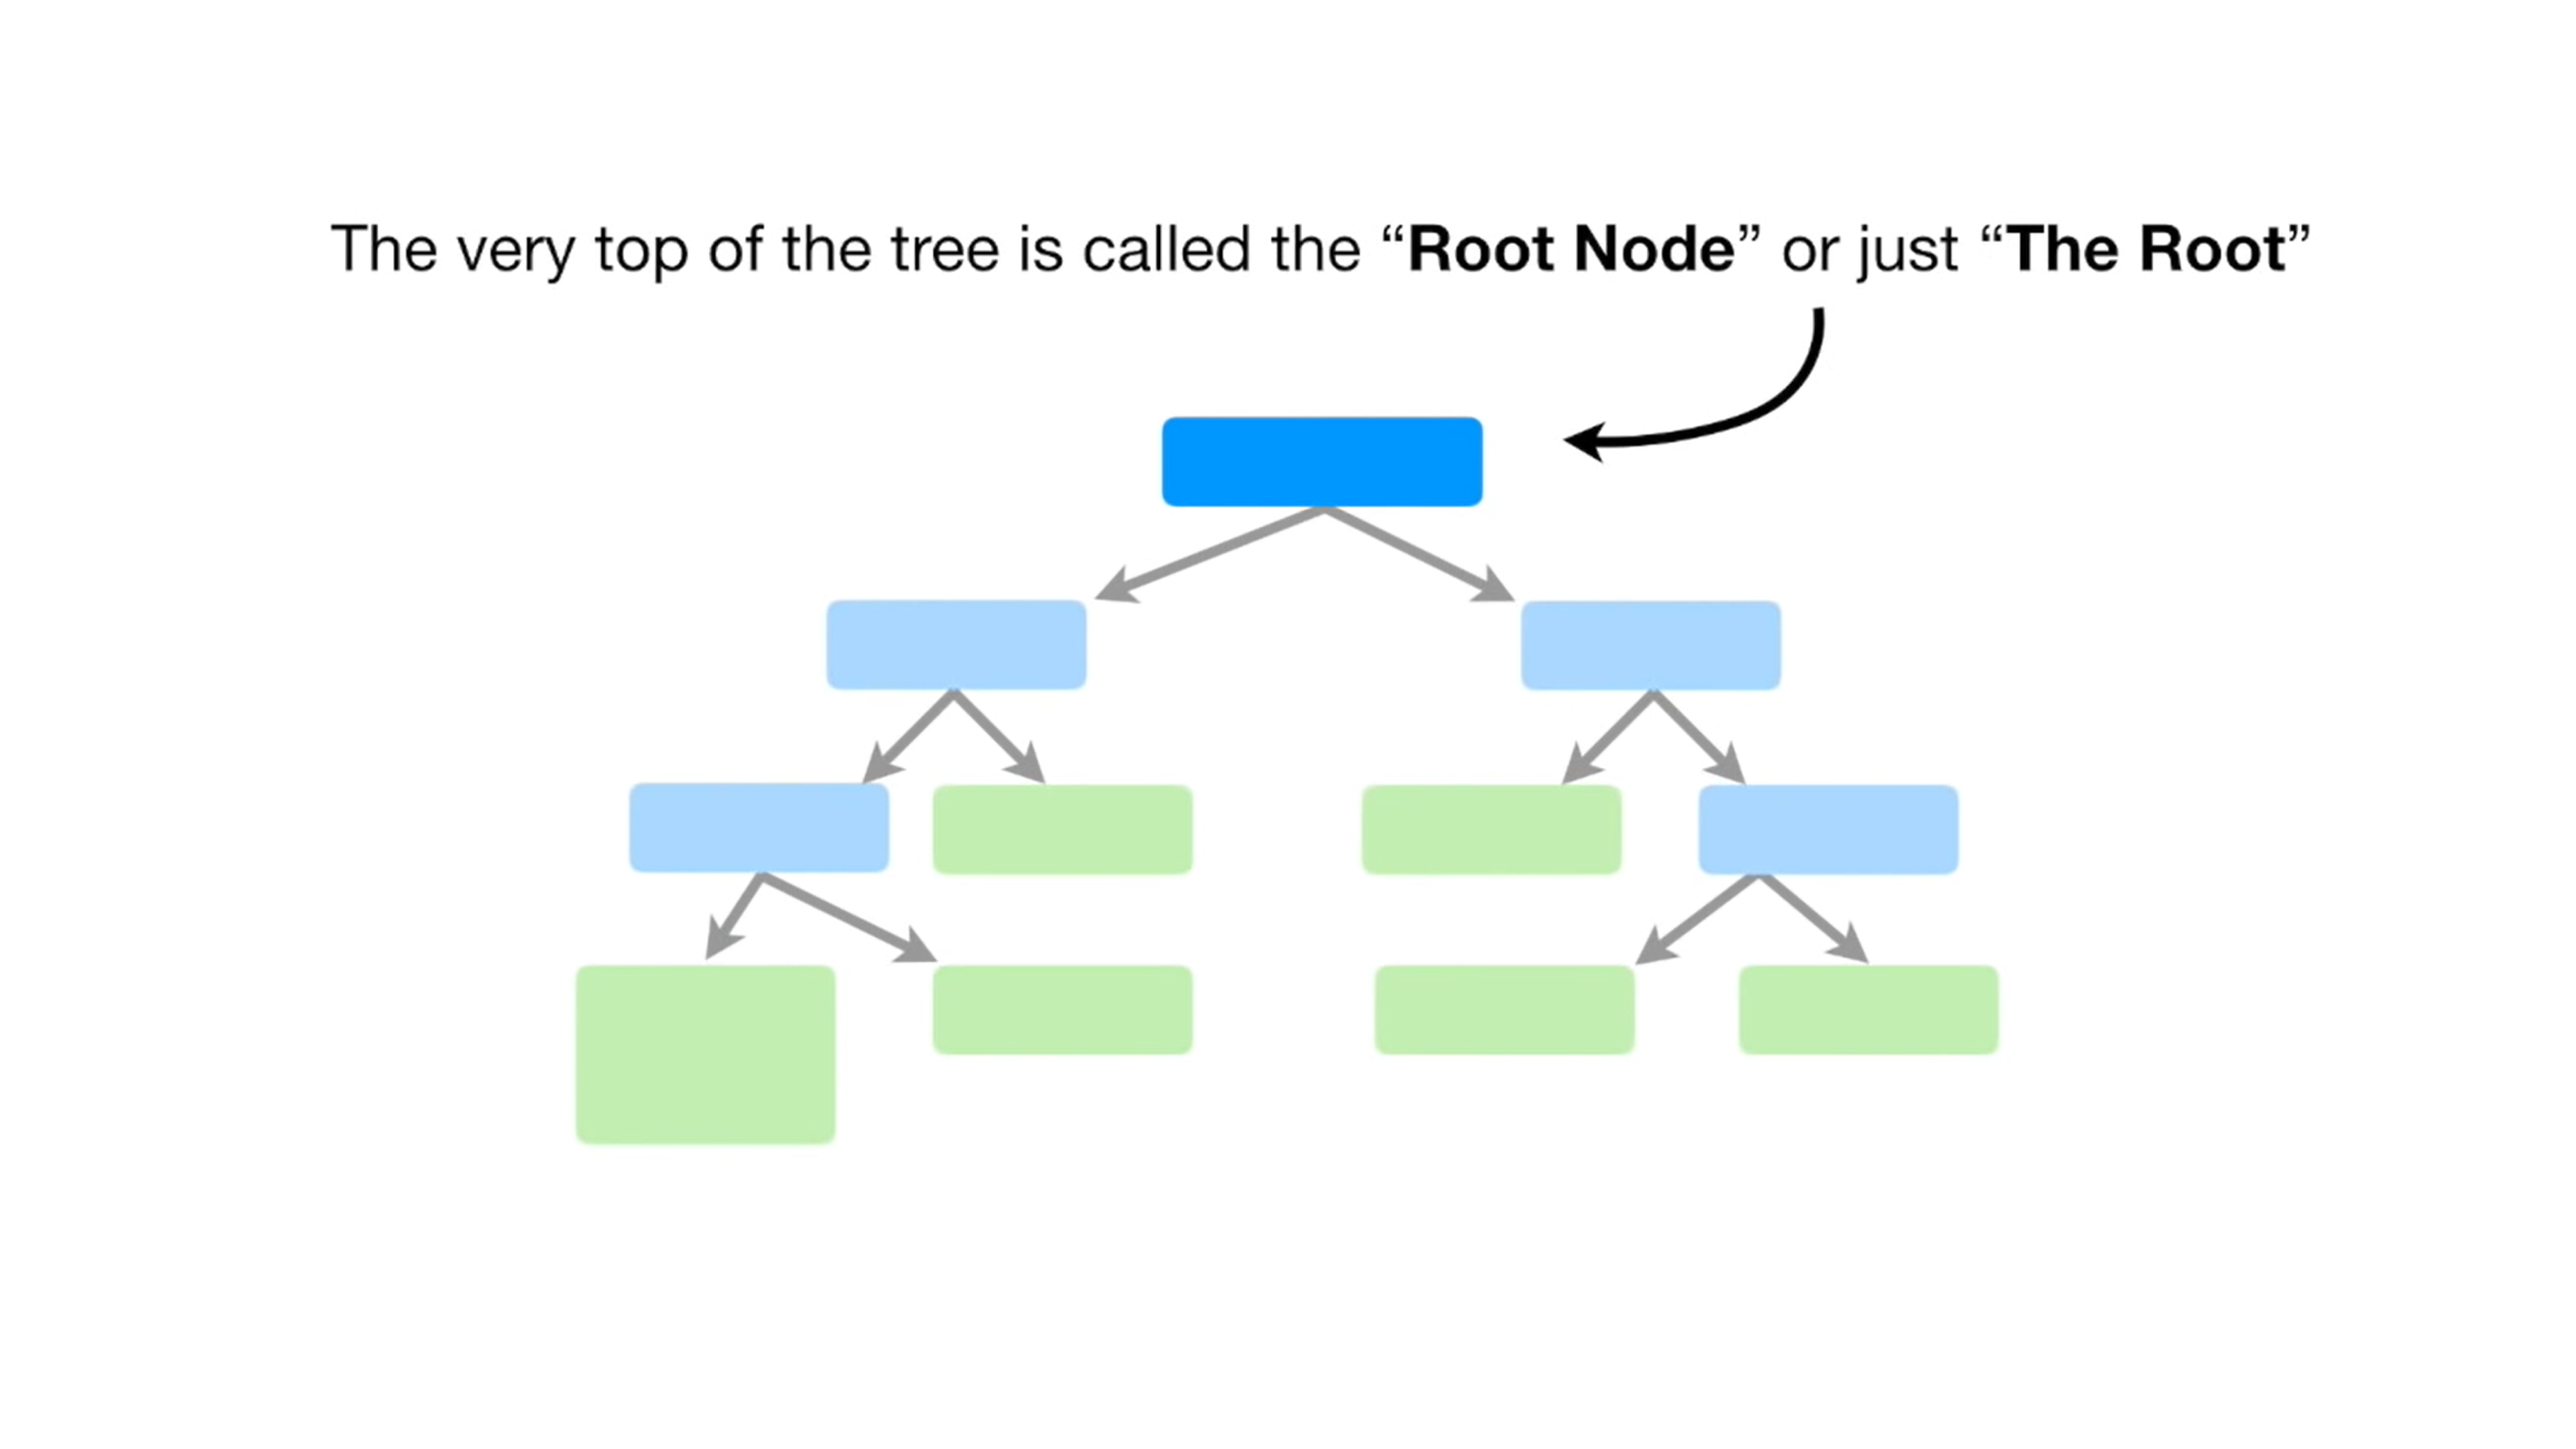 The very top of the tree is called the “Root Node” or just “The Root”